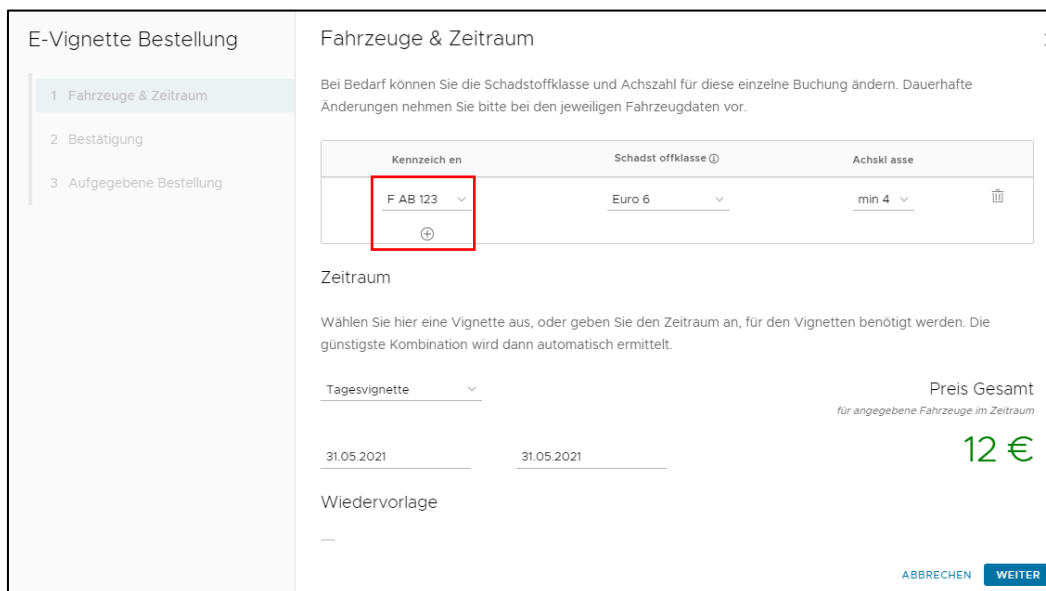 E-Vignette Bestellung
1 Fahrzeuge & Zeitraum
2 Bestätigung
3 Aufgegebene Bestellung
Fahrzeuge & Zeitraum
Bei Bedarf können Sie die Schadstoffklasse und Achszahl für diese einzelne Buchung ändern. Dauerhafte
Änderungen nehmen Sie bitte bei den jeweiligen Fahrzeugdaten vor.
Kennzeich en Schadst offklasse Achskl asse
F AB 123 Euro 6 min 4
Zeitraum
Wählen Sie hier eine Vignette aus, oder geben Sie den Zeitraum an, für den Vignetten benötigt werden. Die
günstigste Kombination wird dann automatisch ermittelt.
Tagesvignette
Preis Gesamt
für angegebene Fahrzeuge im Zeitraum
12 €
31.05.2021 31.05.2021
Wiedervorlage
ABBRECHEN WEITER